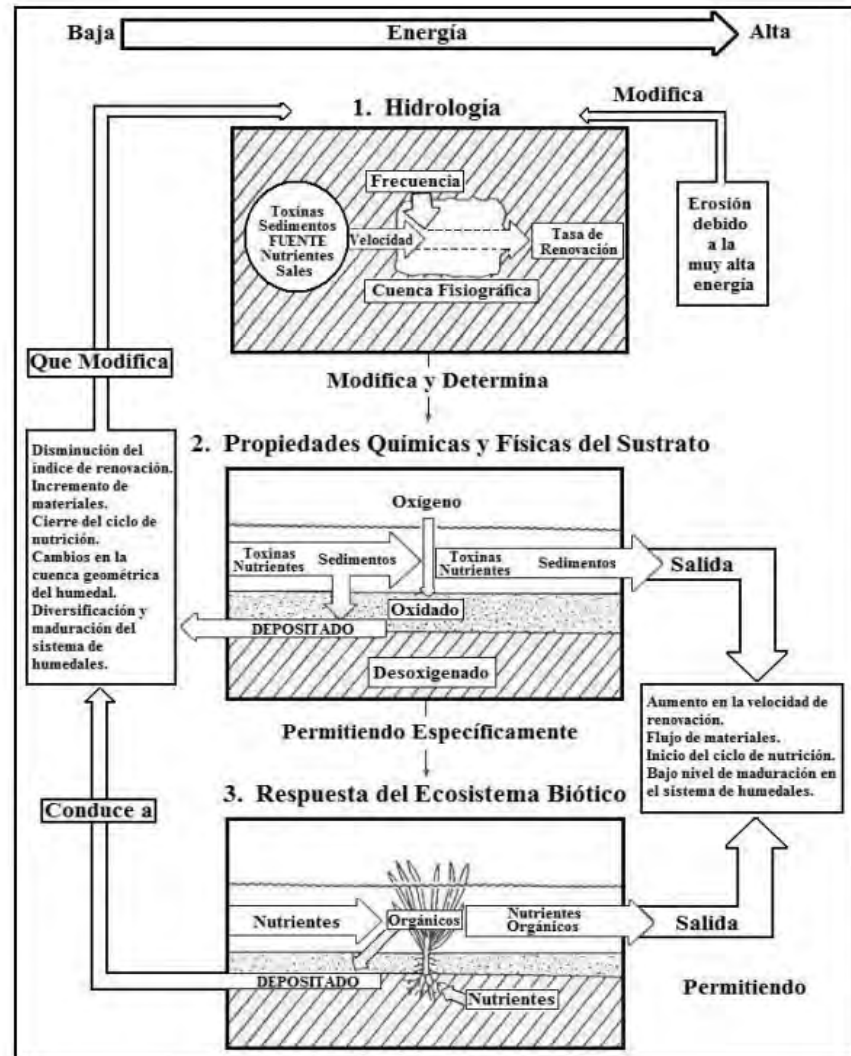 Baja
Energía
Alta
1. Hidrología
Modifica
Frecuencia
Toxinas
Sedimentos
FUENTE
Nutrientes
Sales
Velocidad
Tasa de
Renovación
Cuenca Fisiográfica
Erosión
debido
a la
muy alta
energía
Que Modifica
Modifica y Determina
2. Propiedades Químicas y Físicas del Sustrato
Disminución del
índice de renovación.
Incremento de
materiales.
Cierre del ciclo de
nutrición.
Cambios en la
cuenca geométrica
del humedal.
Diversificación y
maduración del
sistema de
humedales.
Oxígeno
Toxinas
Nutrientes
Sedimentos
Toxinas
Nutrientes
Sedimentos
Salida
Oxidado
DEPOSITADO
Desoxigenado
Permitiendo Específicamente
Aumento en la velocidad de
renovación.
Flujo de materiales.
Inicio del ciclo de nutrición.
Bajo nivel de maduración en
el sistema de humedales.
3. Respuesta del Ecosistema Biótico
Conduce a
Nutrientes
Orgánicos
Nutrientes
Orgánicos
Salida
DEPOSITADO
Nutrientes
Permitiendo